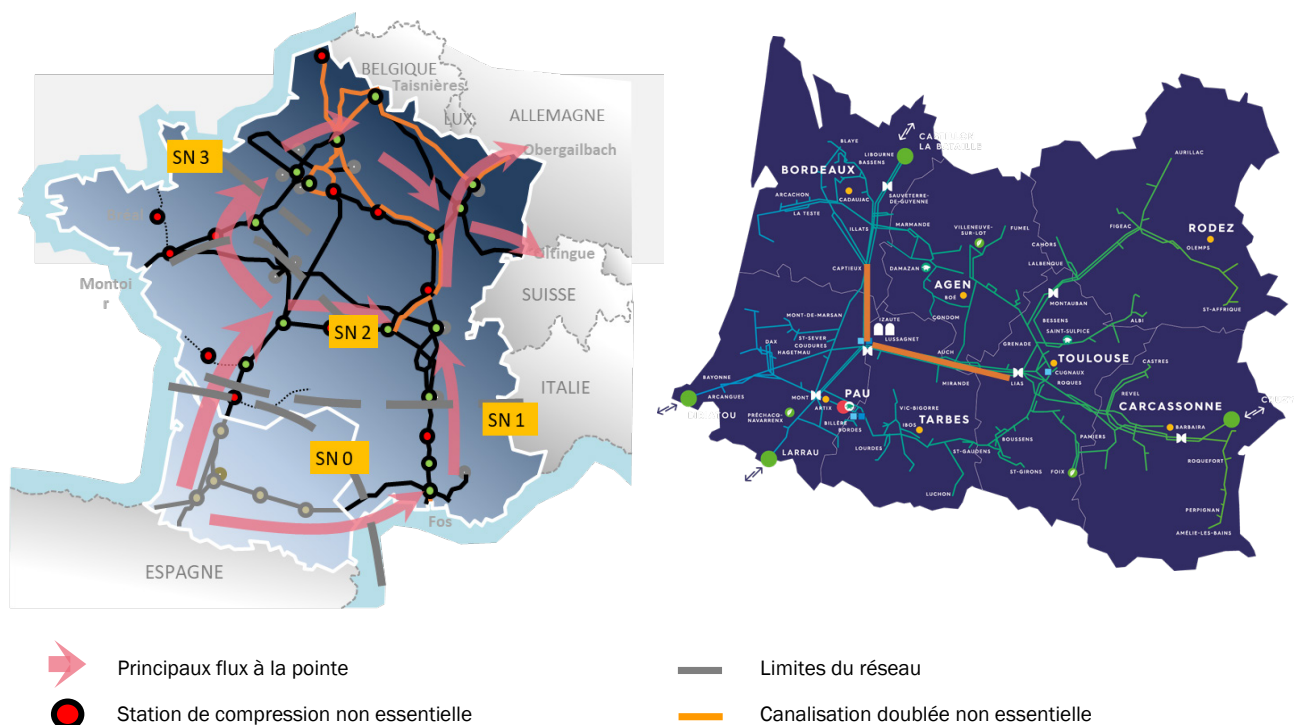 BELGIQUE
Taisnières
LUX
ALLEMAGNE
Obergailbach
SN 3
Montoi
r
SUISSE
SN 2
ITALIE
SN 1
SN 0
Fos
ESPAGNE
LA BATAILLE
BLAYE
LIBOURNE
BASSENS
AURILLAC
BORDEAUX
CADAUJAC
SAUVETERRE-
DE-GUYENNE
ARCACHON
LA TESTE
MARMANDE
VILLENEUVE-
SUR-LOT
FUMEL
FIGEAC
RODEZ
OLEMPS
ILLATS
CAHORS
LALBENQUE
CAPTIEUX
DAMAZAN
AGEN
BOE
MONTAUBAN
ST-AFFRIQUE
MONT-DE-MARSAN
IZAUTE
LUSSAGNET
CONDOM
BESSENS
SAINT-SULPICE
ALBI
ST-SEVER
COUDURES
HAGETMAU
DAX
GRENADE
AUCH
TOULOUSE
CUGNAUX
ROQUES
CASTRES
BAYONNE
ARCANGUES
MIRANDE
LIAS
REVEL
MONT
PAU
ARTIX
CARCASSONNE
BARBAIRA
PRÉCHACQ-
NAVARRENX
BILLÈRE
BORDES
VIC-BIGORRE
IBOS
TARBES
BOUSSENS
PAMIERS
LARRAU
LOURDES
ST-GAUDENS
ST-GIRONS
FOIX
ROQUEFORT
LUCHON
PERPIGNAN
AMÉLIE-LES-BAINS
Principaux flux à la pointe
Limites du réseau
Station de compression non essentielle
Canalisation doublée non essentielle